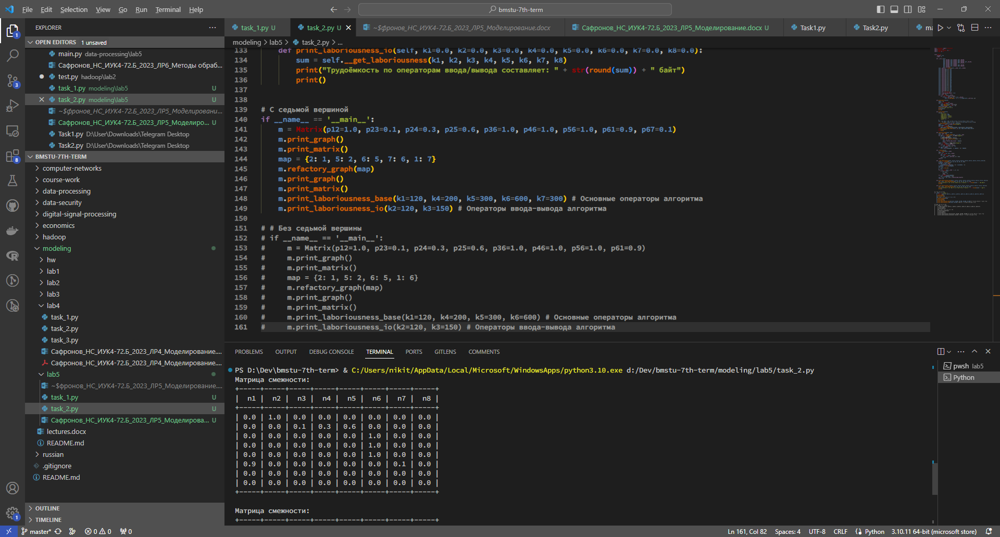 File Edit Selection View Go Run Terminal Help
bmstu-7th-term
EXPLORER
OPEN EDITORS 1 unsaved
main.py data-processing\lab5
Сафронов_НС_ИУК4-72.Б_2023_ЛР6_Методы обраб...
test.py hadoop\lab2
task_1.py modeling\lab5 U
task_2.py modeling\lab5 U
~$фронов_НС_ИУК4-72.Б_2023_ЛР5_Моделировани...
Сафронов_НС_ИУК4-72.Б_2023_ЛР5_Моделиро... U
Task1.py D:\User\Downloads\Telegram Desktop
Task2.py D:\User\Downloads\Telegram Desktop
BMSTU-7TH-TERM
computer-networks
course-work
data-processing
data-security
digital-signal-processing
economics
hadoop
modeling
hw
lab1
lab2
lab3
lab4
task_1.py
task_2.py
task_3.py
Сафронов_НС_ИУК4-72.Б_2023_ЛР4_Моделирование....
Сафронов_НС_ИУК4-72.Б_2023_ЛР4_Моделирование....
lab5
~$фронов_НС_ИУК4-72.Б_2023_ЛР5_Моделирование....
task_1.py U
task_2.py U
Сафронов_НС_ИУК4-72.Б_2023_ЛР5_Моделирова... U
lectures.docx
README.md
russian
.gitignore
README.md
OUTLINE
TIMELINE
1
3
8
1
task_1.py U task_2.py U ~$фронов_НС_ИУК4-72.Б_2023_ЛР5_Моделирование.docx Сафронов_НС_ИУК4-72.Б_2023_ЛР5_Моделирование.docx U Task1.py Task2.py ma
modeling > lab5 > task_2.py > ...
133 def print_laboriousness_io(self, k1=0.0, k2=0.0, k3=0.0, k4=0.0, k5=0.0, k6=0.0, k7=0.0, k8=0.0):
134 sum = self.__get_laboriousness(k1, k2, k3, k4, k5, k6, k7, k8)
135 print("Трудоёмкость по операторам ввода/вывода составляет: " + str(round(sum)) + " байт")
136 print()
137
138
139 # С седьмой вершиной
140 if __name__ == '__main__':
141 m = Matrix(p12=1.0, p23=0.1, p24=0.3, p25=0.6, p36=1.0, p46=1.0, p56=1.0, p61=0.9, p67=0.1)
142 m.print_graph()
143 m.print_matrix()
144 map = {2: 1, 5: 2, 6: 5, 7: 6, 1: 7}
145 m.refactory_graph(map)
146 m.print_graph()
147 m.print_matrix()
148 m.print_laboriousness_base(k1=120, k4=200, k5=300, k6=600, k7=300) # Основные операторы алгоритма
149 m.print_laboriousness_io(k2=120, k3=150) # Операторы ввода-вывода алгоритма
150
151 # # Без седьмой вершины
152 # if __name__ == '__main__':
153 # m = Matrix(p12=1.0, p23=0.1, p24=0.3, p25=0.6, p36=1.0, p46=1.0, p56=1.0, p61=0.9)
154 # m.print_graph()
155 # m.print_matrix()
156 # map = {2: 1, 5: 2, 6: 5, 1: 6}
157 # m.refactory_graph(map)
158 # m.print_graph()
159 # m.print_matrix()
160 # m.print_laboriousness_base(k1=120, k4=200, k5=300, k6=600) # Основные операторы алгоритма
161 # m.print_laboriousness_io(k2=120, k3=150) # Операторы ввода-вывода алгоритма
PROBLEMS OUTPUT DEBUG CONSOLE TERMINAL PORTS GITLENS COMMENTS
PS D:\Dev\bmstu-7th-term> & C:/Users/nikit/AppData/Local/Microsoft/WindowsApps/python3.10.exe d:/Dev/bmstu-7th-term/modeling/lab5/task_2.py
Матрица смежности:
+-----+-----+-----+-----+-----+-----+-----+-----+
| n1 | n2 | n3 | n4 | n5 | n6 | n7 | n8 |
+-----+-----+-----+-----+-----+-----+-----+-----+
| 0.0 | 1.0 | 0.0 | 0.0 | 0.0 | 0.0 | 0.0 | 0.0 |
| 0.0 | 0.0 | 0.1 | 0.3 | 0.6 | 0.0 | 0.0 | 0.0 |
| 0.0 | 0.0 | 0.0 | 0.0 | 0.0 | 1.0 | 0.0 | 0.0 |
| 0.0 | 0.0 | 0.0 | 0.0 | 0.0 | 1.0 | 0.0 | 0.0 |
| 0.0 | 0.0 | 0.0 | 0.0 | 0.0 | 1.0 | 0.0 | 0.0 |
| 0.9 | 0.0 | 0.0 | 0.0 | 0.0 | 0.0 | 0.1 | 0.0 |
| 0.0 | 0.0 | 0.0 | 0.0 | 0.0 | 0.0 | 0.0 | 0.0 |
| 0.0 | 0.0 | 0.0 | 0.0 | 0.0 | 0.0 | 0.0 | 0.0 |
+-----+-----+-----+-----+-----+-----+-----+-----+
Матрица смежности:
+-----+-----+-----+-----+-----+-----+-----+-----+
pwsh lab5
Python
master* 0 0 0
Ln 161, Col 82 Spaces: 4 UTF-8 CRLF Python 3.10.11 64-bit (microsoft store)